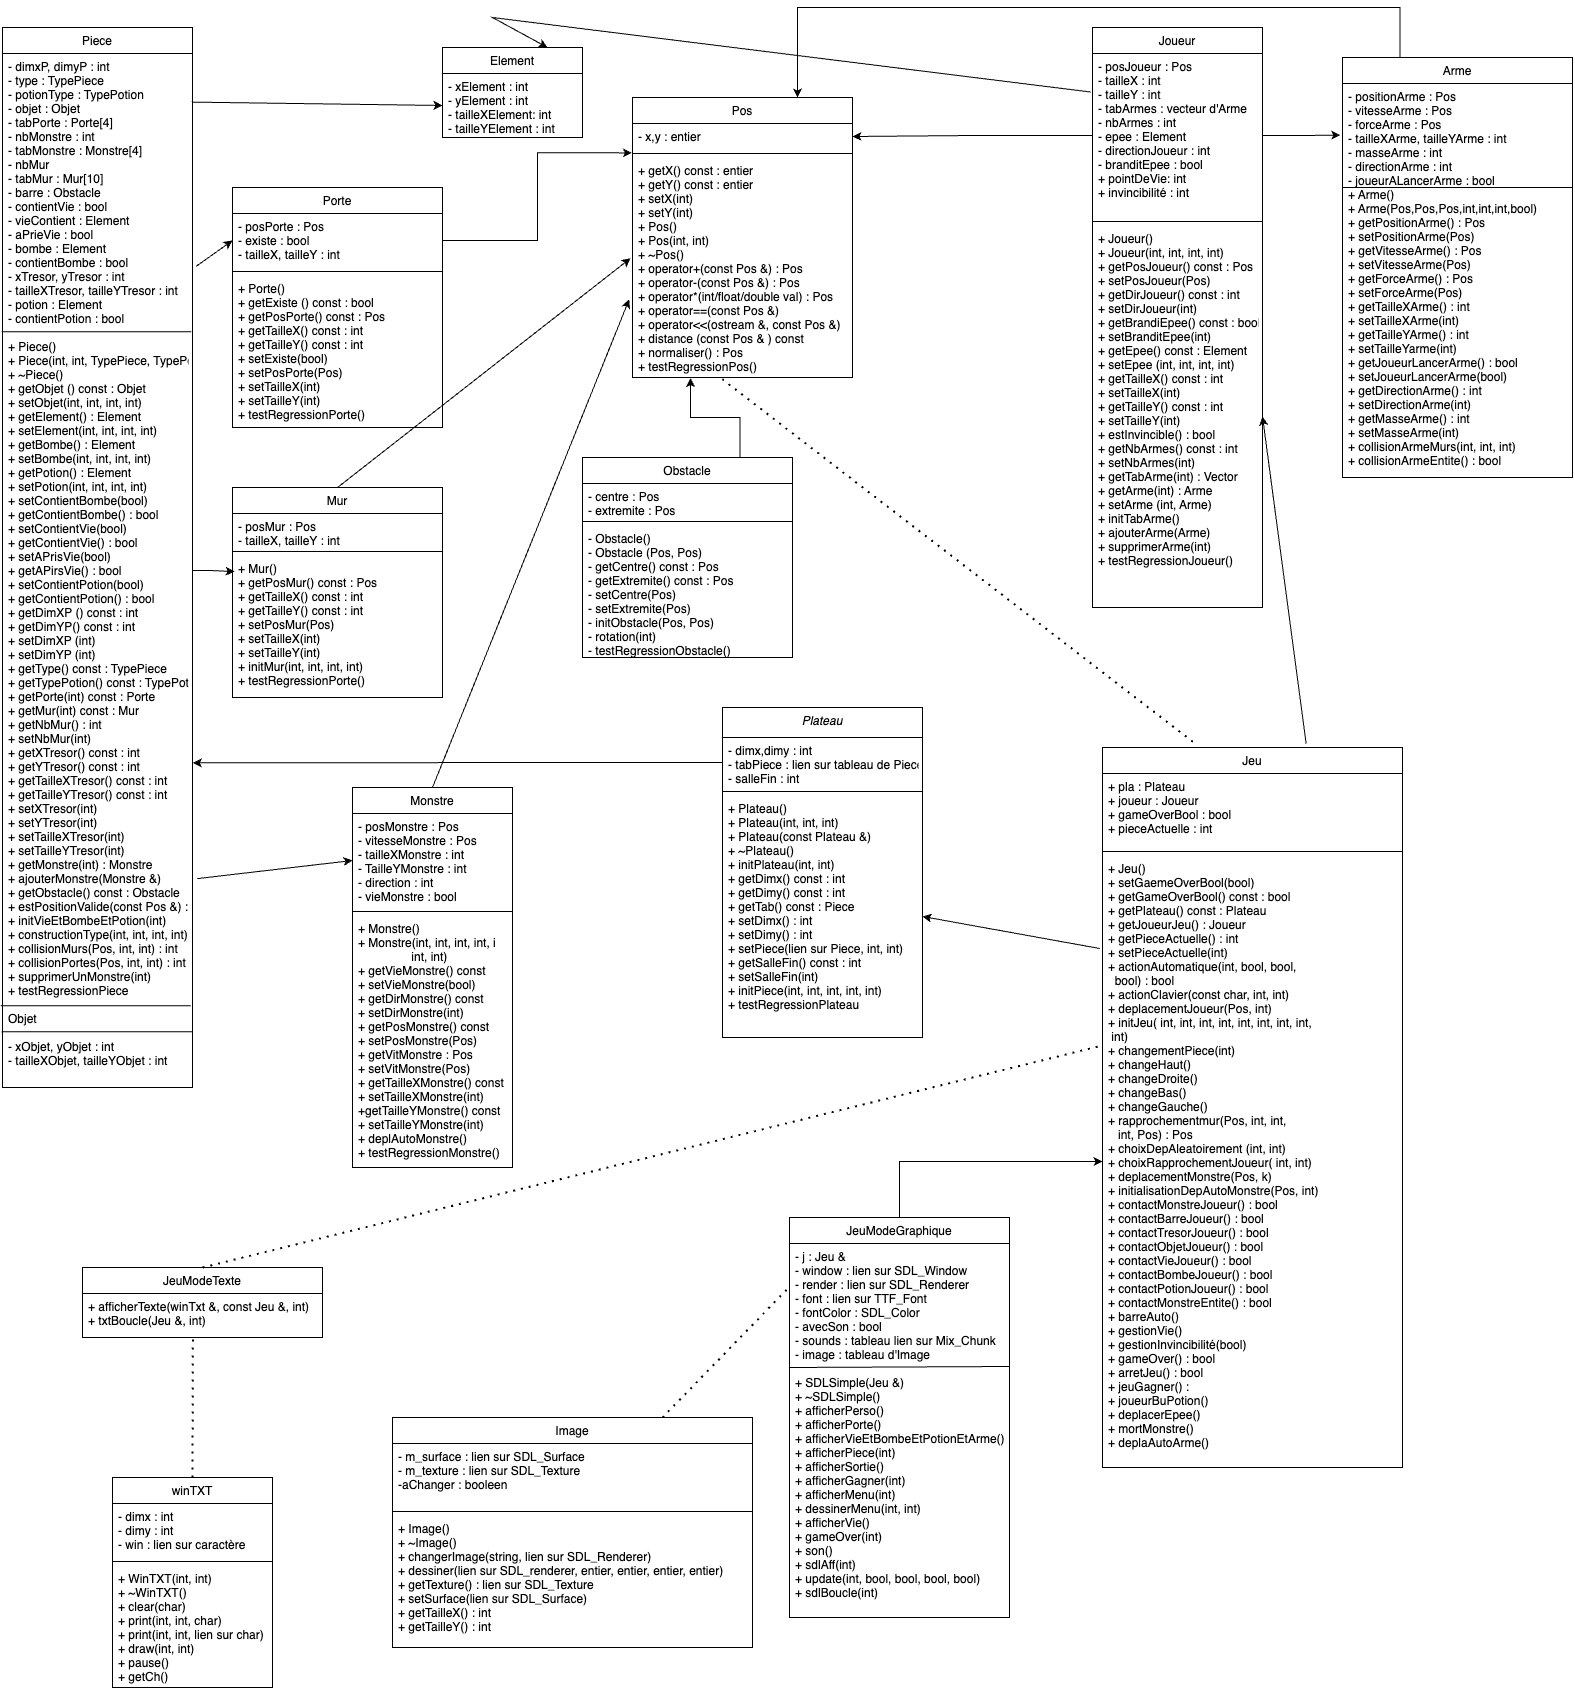 Piece
- dimxP, dimyP : int
- type : TypePiece
- potionType : TypePotion
- objet : Objet
- tabPorte : Porte[4]
- nbMonstre : int
- tabMonstre : Monstre[4]
- nbMur
- tabMur : Mur[10]
- barre : Obstacle
- contientVie : bool
- vieContient : Element
- aPrieVie : bool
- bombe : Element
- contientBombe : bool
- xTresor, yTresor : int
- tailleXTresor, tailleYTresor : int
- potion : Element
- contientPotion : bool
+ Piece()
+ Piece(int, int, TypePiece, TypeP
+ ~Piece()
+ getObjet () const : Objet
+ setObjet(int, int, int, int)
+ getElement() : Element
+ setElement(int, int, int, int)
+ getBombe() : Element
+ setBombe(int, int, int, int)
+ getPotion() : Element
+ setPotion(int, int, int, int)
+ setContientBombe(bool)
+ getContientBombe() : bool
+ setContientVie(bool)
+ getContientVie() : bool
+ setAPrisVie(bool)
+ getAPirsVie() : bool
+ setContientPotion(bool)
+ getContientPotion() : bool
+ getDimXP () const : int
+ getDimYP() const : int
+ setDimXP (int)
+ setDimYP (int)
+ getType() const : TypePiece
+ getTypePotion() const : TypePot
+ getPorte(int) const : Porte
+ getMur(int) const : Mur
+ getNbMur() : int
+ setNbMur(int)
+ getXTresor() const : int
+ getYTresor() const : int
+ getTailleXTresor() const : int
+ getTailleYTresor() const : int
+ setXTresor(int)
+ setYTresor(int)
+ setTailleXTresor(int)
+ setTailleYTresor(int)
+ getMonstre(int) : Monstre
+ ajouterMonstre(Monstre &)
+ getObstacle() const : Obstacle
+ estPositionValide(const Pos &) :
+ initVieEtBombeEtPotion(int)
+ constructionType(int, int, int, int)
+ collisionMurs(Pos, int, int) : int
+ collisionPortes(Pos, int, int) : int
+ supprimerUnMonstre(int)
+ testRegressionPiece
Objet
- xObjet, yObjet : int
- tailleXObjet, tailleYObjet : int
Element
- xElement : int
- yElement : int
- tailleXElement: int
- tailleYElement : int
Porte
- posPorte : Pos
- existe : bool
- tailleX, tailleY : int
+ Porte()
+ getExiste () const : bool
+ getPosPorte() const : Pos
+ getTailleX() const : int
+ getTailleY() const : int
+ setExiste(bool)
+ setPosPorte(Pos)
+ setTailleX(int)
+ setTailleY(int)
+ testRegressionPorte()
Mur
- posMur : Pos
- tailleX, tailleY : int
+ Mur()
+ getPosMur() const : Pos
+ getTailleX() const : int
+ getTailleY() const : int
+ setPosMur(Pos)
+ setTailleX(int)
+ setTailleY(int)
+ initMur(int, int, int, int)
+ testRegressionPorte()
Pos
- x,y : entier
+ getX() const : entier
+ getY() const : entier
+ setX(int)
+ setY(int)
+ Pos()
+ Pos(int, int)
+ ~Pos()
+ operator+(const Pos &) : Pos
+ operator-(const Pos &) : Pos
+ operator*(int/float/double val) : Pos
+ operator==(const Pos &)
+ operator<<(ostream &, const Pos &)
+ distance (const Pos & ) const
+ normaliser() : Pos
+ testRegressionPos()
Obstacle
- centre : Pos
- extremite : Pos
- Obstacle()
- Obstacle (Pos, Pos)
- getCentre() const : Pos
- getExtremite() const : Pos
- setCentre(Pos)
- setExtremite(Pos)
- initObstacle(Pos, Pos)
- rotation(int)
- testRegressionObstacle()
Joueur
- posJoueur : Pos
- tailleX : int
- tailleY : int
- tabArmes : vecteur d'Arme
- nbArmes : int
- epee : Element
- directionJoueur : int
- branditEpee : bool
+ pointDeVie: int
+ invincibilité : int
+ Joueur()
+ Joueur(int, int, int, int)
+ getPosJoueur() const : Pos
+ setPosJoueur(Pos)
+ getDirJoueur() const : int
+ setDirJoueur(int)
+ getBrandiEpee() const : bool
+ setBranditEpee(int)
+ getEpee() const : Element
+ setEpee (int, int, int, int)
+ getTailleX() const : int
+ setTailleX(int)
+ getTailleY() const : int
+ setTailleY(int)
+ estInvincible() : bool
+ getNbArmes() const : int
+ setNbArmes(int)
+ getTabArme(int) : Vector
+ getArme(int) : Arme
+ setArme (int, Arme)
+ initTabArme()
+ ajouterArme(Arme)
+ supprimerArme(int)
+ testRegressionJoueur()
Arme
- positionArme : Pos
- vitesseArme : Pos
- forceArme : Pos
- tailleXArme, tailleYArme : int
- masseArme : int
- directionArme : int
- joueurALancerArme : bool
+ Arme()
+ Arme(Pos,Pos,Pos,int,int,int,bool)
+ getPositionArme() : Pos
+ setPositionArme(Pos)
+ getVitesseArme() : Pos
+ setVitesseArme(Pos)
+ getForceArme() : Pos
+ setForceArme(Pos)
+ getTailleXArme() : int
+ setTailleXArme(int)
+ getTailleYArme() : int
+ setTailleYarme(int)
+ getJoueurLancerArme() : bool
+ setJoueurLancerArme(bool)
+ getDirectionArme() : int
+ setDirectionArme(int)
+ getMasseArme() : int
+ setMasseArme(int)
+ collisionArmeMurs(int, int, int)
+ collisionArmeEntite() : bool
Monstre
- posMonstre : Pos
- vitesseMonstre : Pos
- tailleXMonstre : int
- TailleYMonstre : int
- direction : int
- vieMonstre : bool
+ Monstre()
+ Monstre(int, int, int, int, i
int, int)
+ getVieMonstre() const
+ setVieMonstre(bool)
+ getDirMonstre() const
+ setDirMonstre(int)
+ getPosMonstre() const
+ setPosMonstre(Pos)
+ getVitMonstre : Pos
+ setVitMonstre(Pos)
+ getTailleXMonstre() const
+ setTailleXMonstre(int)
+getTailleYMonstre() const
+ setTailleYMonstre(int)
+ deplAutoMonstre()
+ testRegressionMonstre()
Plateau
- dimx,dimy : int
- tabPiece : lien sur tableau de Piec
- salleFin : int
+ Plateau()
+ Plateau(int, int, int)
+ Plateau(const Plateau &)
+ ~Plateau()
+ initPlateau(int, int)
+ getDimx() const : int
+ getDimy() const : int
+ getTab() const : Piece
+ setDimx() : int
+ setDimy() : int
+ setPiece(lien sur Piece, int, int)
+ getSalleFin() const : int
+ setSalleFin(int)
+ initPiece(int, int, int, int, int)
+ testRegressionPlateau
Jeu
+ pla : Plateau
+ joueur : Joueur
+ gameOverBool : bool
+ pieceActuelle : int
+ Jeu()
+ setGaemeOverBool(bool)
+ getGameOverBool() const : bool
+ getPlateau() const : Plateau
+ getJoueurJeu() : Joueur
+ getPieceActuelle() : int
+ setPieceActuelle(int)
+ actionAutomatique(int, bool, bool,
bool) : bool
+ actionClavier(const char, int, int)
+ deplacementJoueur(Pos, int)
+ initJeu( int, int, int, int, int, int, int, int,
int)
+ changementPiece(int)
+ changeHaut()
+ changeDroite()
+ changeBas()
+ changeGauche()
+ rapprochementmur(Pos, int, int,
int, Pos) : Pos
+ choixDepAleatoirement (int, int)
+ choixRapprochementJoueur( int, int)
+ deplacementMonstre(Pos, k)
+ initialisationDepAutoMonstre(Pos, int)
+ contactMonstreJoueur() : bool
+ contactBarreJoueur() : bool
+ contactTresorJoueur() : bool
+ contactObjetJoueur() : bool
+ contactVieJoueur() : bool
+ contactBombeJoueur() : bool
+ contactPotionJoueur() : bool
+ contactMonstreEntite() : bool
+ barreAuto()
+ gestionVie()
+ gestionInvincibilité(bool)
+ gameOver() : bool
+ arretJeu() : bool
+ jeuGagner() :
+ joueurBuPotion()
+ deplacerEpee()
+ mortMonstre()
+ deplaAutoArme()
JeuModeTexte
+ afficherTexte(winTxt &, const Jeu &, int)
+ txtBoucle(Jeu &, int)
winTXT
- dimx : int
- dimy : int
- win : lien sur caractère
+ WinTXT(int, int)
+ ~WinTXT()
+ clear(char)
+ print(int, int, char)
+ print(int, int, lien sur char)
+ draw(int, int)
+ pause()
+ getCh()
Image
- m_surface : lien sur SDL_Surface
- m_texture : lien sur SDL_Texture
-aChanger : booleen
+ Image()
+ ~Image()
+ changerImage(string, lien sur SDL_Renderer)
+ dessiner(lien sur SDL_renderer, entier, entier, entier, entier)
+ getTexture() : lien sur SDL_Texture
+ setSurface(lien sur SDL_Surface)
+ getTailleX() : int
+ getTailleY() : int
JeuModeGraphique
- j : Jeu &
- window : lien sur SDL_Window
- render : lien sur SDL_Renderer
- font : lien sur TTF_Font
- fontColor : SDL_Color
- avecSon : bool
- sounds : tableau lien sur Mix_Chunk
- image : tableau d'Image
+ SDLSimple(Jeu &)
+ ~SDLSimple()
+ afficherPerso()
+ afficherPorte()
+ afficherVieEtBombeEtPotionEtArme()
+ afficherPiece(int)
+ afficherSortie()
+ afficherGagner(int)
+ afficherMenu(int)
+ dessinerMenu(int, int)
+ afficherVie()
+ gameOver(int)
+ son()
+ sdlAff(int)
+ update(int, bool, bool, bool, bool)
+ sdlBoucle(int)